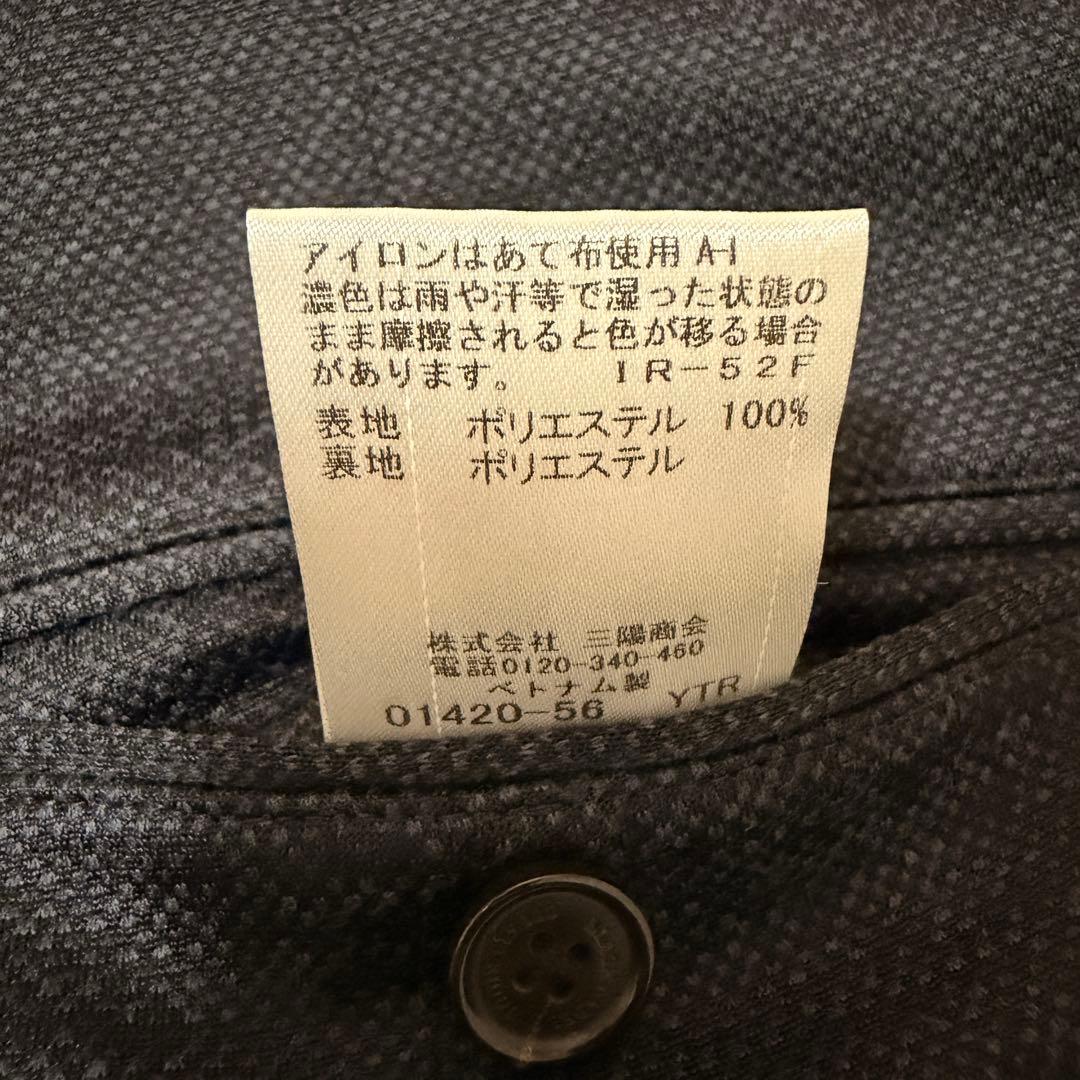 アイロンはあて布使用 A-I
濃色は雨や汗等で湿った状態の
まま摩擦されると色が移る場合
があります。 IR-52F
表地 ポリエステル 100%
裏地 ポリエステル
株式会社 三陽商会
電話0120-340-460
ベトナム製
01420-56 YTR